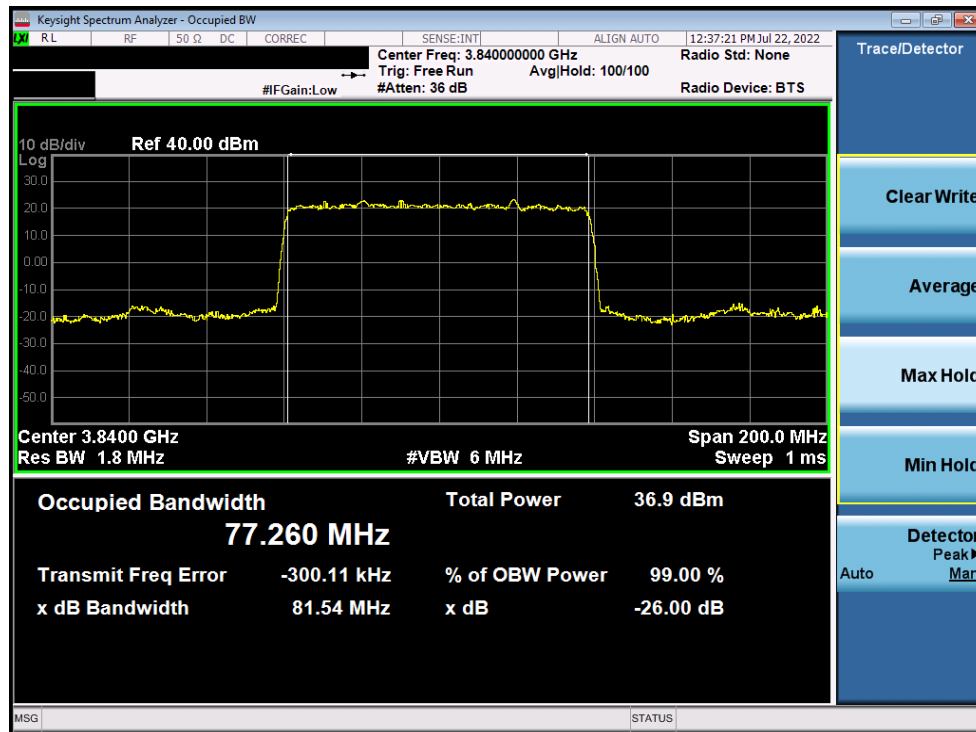 Keysight Spectrum Analyzer - Occupied BW
LXI RL RF 50 Ω DC CORREC SENSE:INT ALIGN AUTO 12:37:21 PM Jul 22, 2022
Center Freq: 3.840000000 GHz Radio Std: None
Trig: Free Run Avg|Hold: 100/100
#IFGain:Low #Atten: 36 dB Radio Device: BTS
Trace/Detector
10 dB/div Ref 40.00 dBm
Log
30.0
20.0
10.0
0.00
-10.0
-20.0
-30.0
-40.0
-50.0
Center 3.8400 GHz Span 200.0 MHz
Res BW 1.8 MHz #VBW 6 MHz Sweep 1 ms
Occupied Bandwidth Total Power 36.9 dBm
77.260 MHz
Transmit Freq Error -300.11 kHz % of OBW Power 99.00 %
x dB Bandwidth 81.54 MHz x dB -26.00 dB
Clear Write
Average
Max Hold
Min Hold
Detector
Peak
Auto Man
MSG STATUS